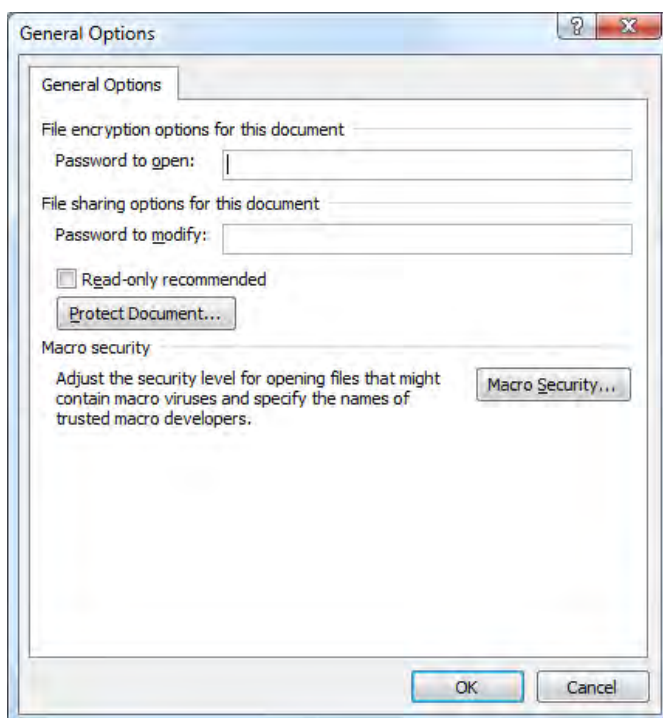 General Options
General Options
File encryption options for this document
Password to open:
File sharing options for this document
Password to modify:
Read-only recommended
Protect Document...
Macro security
Adjust the security level for opening files that might
contain macro viruses and specify the names of
trusted macro developers.
Macro Security...
OK Cancel